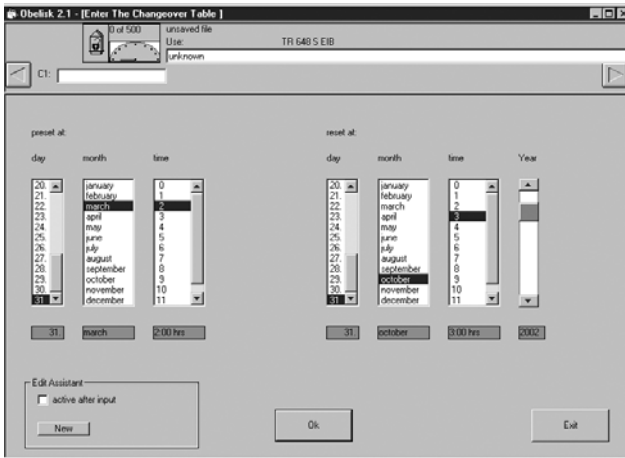 Obelisk 2.1 - [Enter The Changeover Table ]
0 of 500
unsaved file
Use: TR 648 S EIB
unknown
C1:
preset at:
reset at:
day month time
day month time Year
20.
21.
22.
23.
24.
25.
26.
27.
28.
29.
30.
31.
january
february
march
april
may
june
july
august
september
october
november
december
0
1
2
3
4
5
6
7
8
9
10
11
20.
21.
22.
23.
24.
25.
26.
27.
28.
29.
30.
31.
january
february
march
april
may
june
july
august
september
october
november
december
0
1
2
3
4
5
6
7
8
9
10
11
31. march 2:00 hrs
31. october 3:00 hrs 2002
Edit Assistant
active after input
New
Ok
Exit